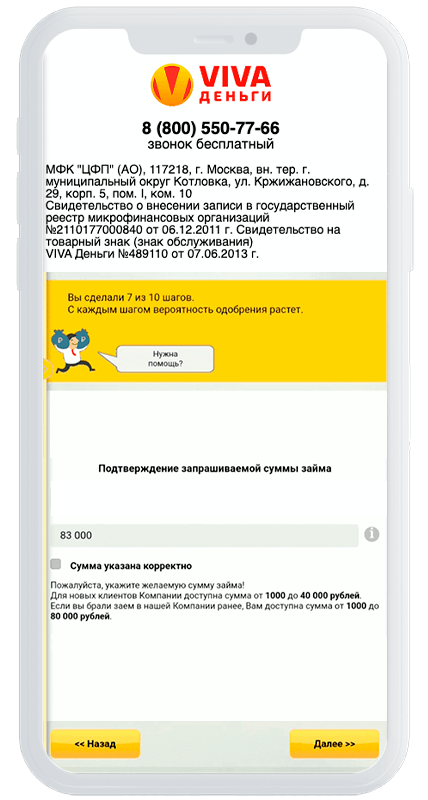 VIVA
ДЕНЬГИ
8 (800) 550-77-66
звонок бесплатный
МФК "ЦФП" (АО), 117218, г. Москва, вн. тер. г.
муниципальный округ Котловка, ул. Кржижановского, д.
29, корп. 5, пом. I, ком. 10
Свидетельство о внесении записи в государственный
реестр микрофинансовых организаций
№2110177000840 от 06.12.2011 г. Свидетельство на
товарный знак (знак обслуживания)
VIVA Деньги №489110 от 07.06.2013 г.
Вы сделали 7 из 10 шагов.
С каждым шагом вероятность одобрения растет.
Нужна
помощь?
Подтверждение запрашиваемой суммы займа
83 000
Сумма указана корректно
Пожалуйста, укажите желаемую сумму займа!
Для новых клиентов Компании доступна сумма от 1000 до 40 000 рублей.
Если вы брали заем в нашей Компании ранее, Вам доступна сумма от 1000 до
80 000 рублей.
<< Назад
Далее >>